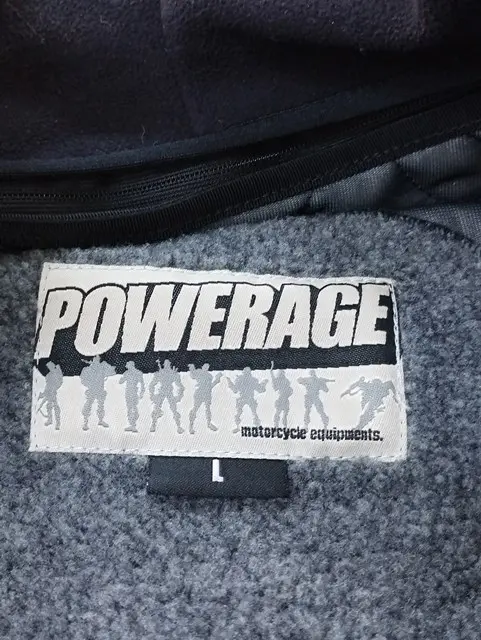 POWERAGE
motorcycle equipments.
L